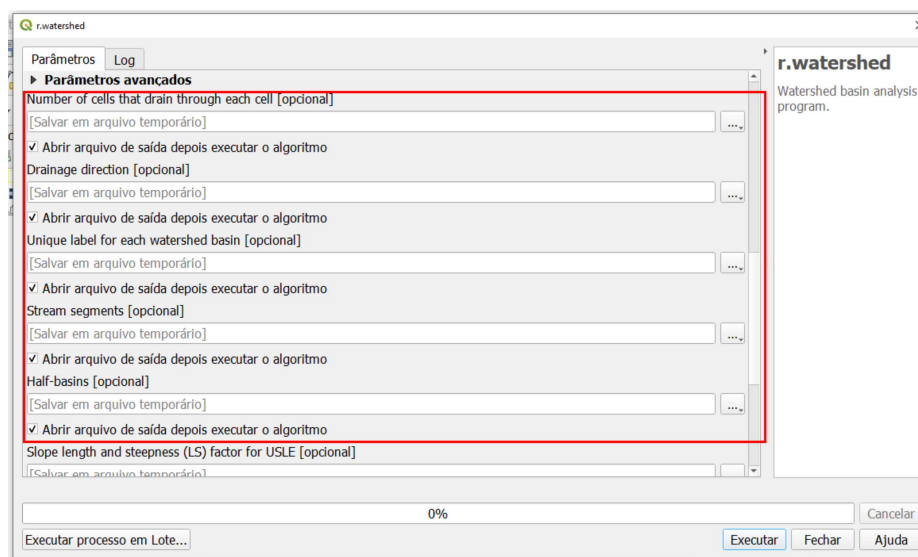 r.watershed
Parâmetros
Log
Parâmetros avançados
Number of cells that drain through each cell [opcional]
[Salvar em arquivo temporário]
...
Abrir arquivo de saída depois executar o algoritmo
Drainage direction [opcional]
[Salvar em arquivo temporário]
...
Abrir arquivo de saída depois executar o algoritmo
Unique label for each watershed basin [opcional]
[Salvar em arquivo temporário]
...
Abrir arquivo de saída depois executar o algoritmo
Stream segments [opcional]
[Salvar em arquivo temporário]
...
Abrir arquivo de saída depois executar o algoritmo
Half-basins [opcional]
[Salvar em arquivo temporário]
...
Abrir arquivo de saída depois executar o algoritmo
Slope length and steepness (LS) factor for USLE [opcional]
[Salvar em arquivo temporário]
r.watershed
Watershed basin analysis
program.
0%
Cancelar
Executar processo em Lote...
Executar
Fechar
Ajuda